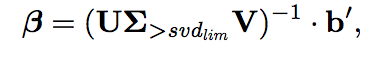 𝜷 = (𝐔𝚺_{>svd_{lim}}𝐕)^{−1} · 𝐛′,